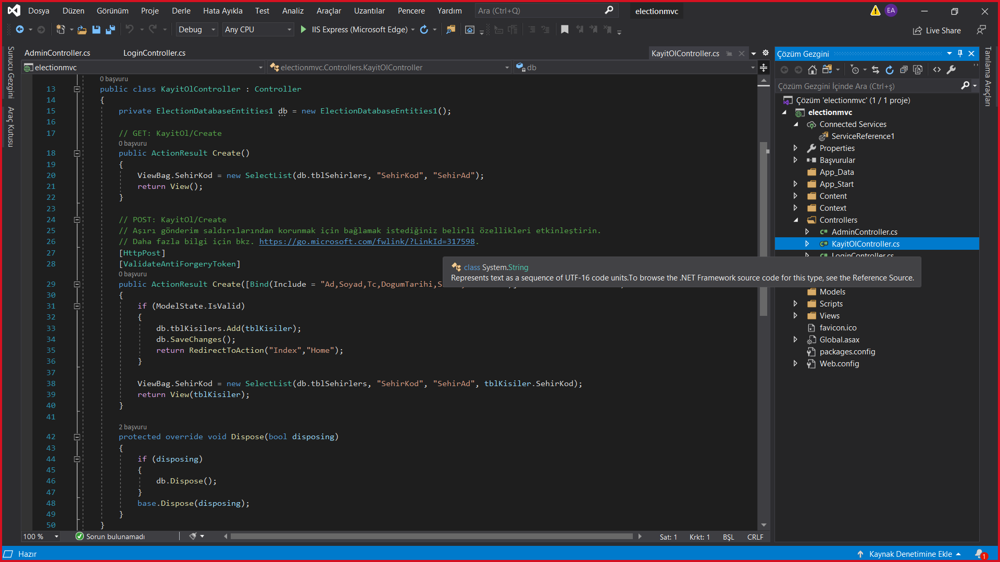 Dosya Düzen Görünüm Proje Derle Hata Ayıkla Test Analiz Araçlar Uzantılar Pencere Yardım Ara (Ctrl+Q) electionmvc EA
Debug Any CPU IIS Express (Microsoft Edge) Live Share
Sunucu Gezgini
Araç Kutusu
AdminController.cs LoginController.cs KayitOlController.cs
electionmvc electionmvc.Controllers.KayitOlController db
0 başvuru
13 public class KayitOlController : Controller
14 {
15 private ElectionDatabaseEntities1 db = new ElectionDatabaseEntities1();
16
17 // GET: KayitOl/Create
0 başvuru
18 public ActionResult Create()
19 {
20 ViewBag.SehirKod = new SelectList(db.tblSehirlers, "SehirKod", "SehirAd");
21 return View();
22 }
23
24 // POST: KayitOl/Create
25 // Aşırı gönderim saldırılarından korunmak için bağlamak istediğiniz belirli özellikleri etkinleştirin.
26 // Daha fazla bilgi için bkz. https://go.microsoft.com/fwlink/?LinkId=317598.
27 [HttpPost]
28 [ValidateAntiForgeryToken]
0 başvuru
29 public ActionResult Create([Bind(Include = "Ad,Soyad,Tc,DogumTarihi,S
30 {
31 if (ModelState.IsValid)
32 {
33 db.tblKisilers.Add(tblKisiler);
34 db.SaveChanges();
35 return RedirectToAction("Index","Home");
36 }
37
38 ViewBag.SehirKod = new SelectList(db.tblSehirlers, "SehirKod", "SehirAd", tblKisiler.SehirKod);
39 return View(tblKisiler);
40 }
41
2 başvuru
42 protected override void Dispose(bool disposing)
43 {
44 if (disposing)
45 {
46 db.Dispose();
47 }
48 base.Dispose(disposing);
49 }
50 }
class System.String
Represents text as a sequence of UTF-16 code units.To browse the .NET Framework source code for this type, see the Reference Source.
100 % Sorun bulunamadı Sat: 1 Krkt: 1 BŞL CRLF
Çözüm Gezgini
Çözüm Gezgini İçinde Ara (Ctrl+ş)
Çözüm 'electionmvc' (1 / 1 proje)
electionmvc
Connected Services
ServiceReference1
Properties
Başvurular
App_Data
App_Start
Content
Context
Controllers
C# AdminController.cs
C# KayitOlController.cs
C# LoginController.cs
Models
Scripts
Views
favicon.ico
Global.asax
packages.config
Web.config
Tanılama Araçları
Hazır Kaynak Denetimine Ekle 1